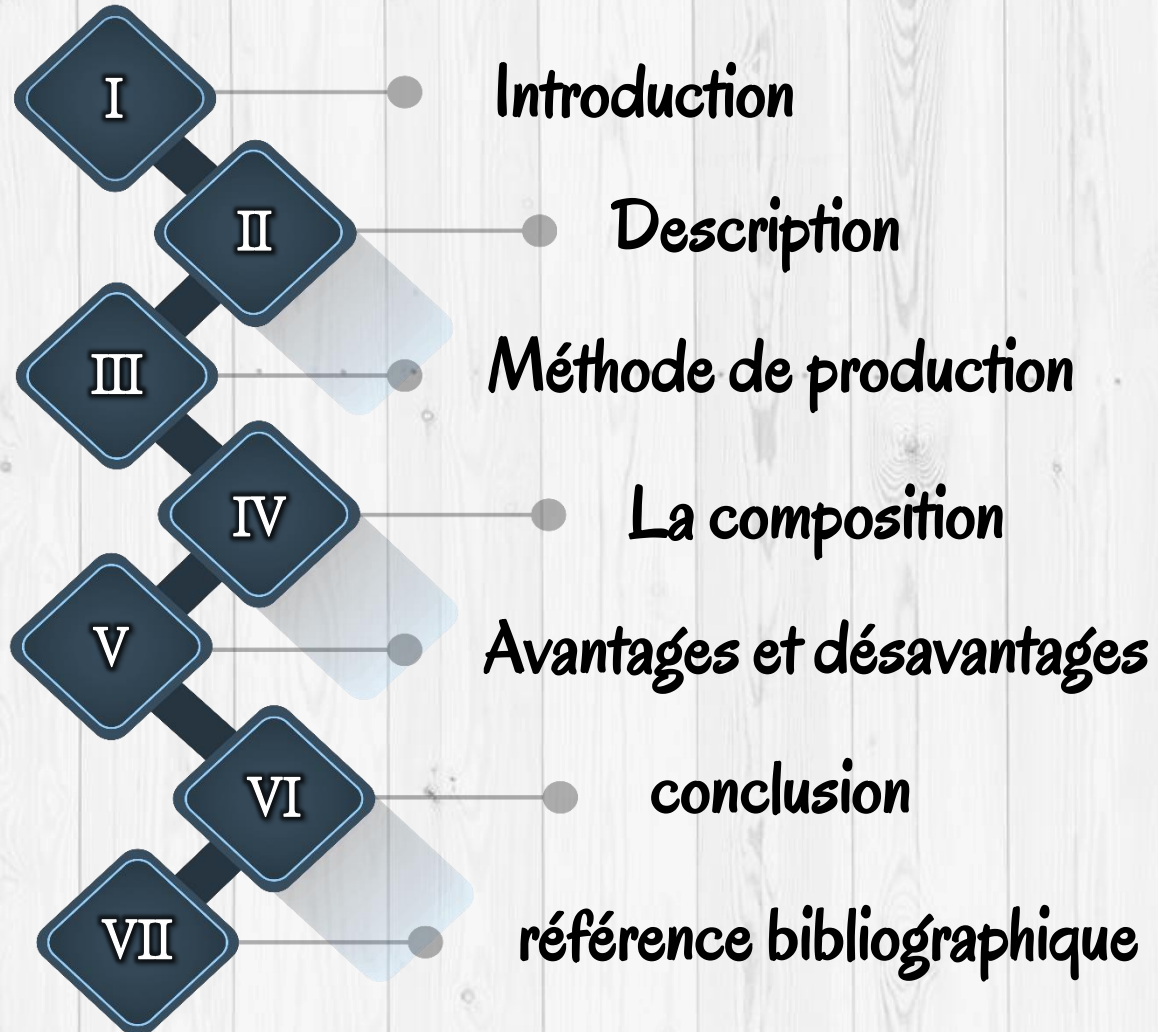 I Introduction
II Description
III Méthode de production
IV La composition
V Avantages et désavantages
VI conclusion
VII référence bibliographique